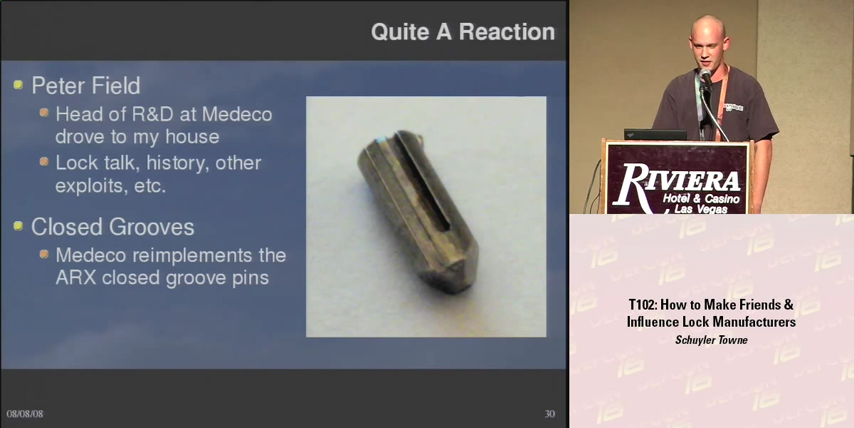 Quite A Reaction
Peter Field
Head of R&D at Medeco
drove to my house
Lock talk, history, other
exploits, etc.
Closed Grooves
Medeco reimplements the
ARX closed groove pins
08/08/08
30
RIVIERA
Hotel & Casino
Las Vegas
T102: How to Make Friends &
Influence Lock Manufacturers
Schuyler Towne